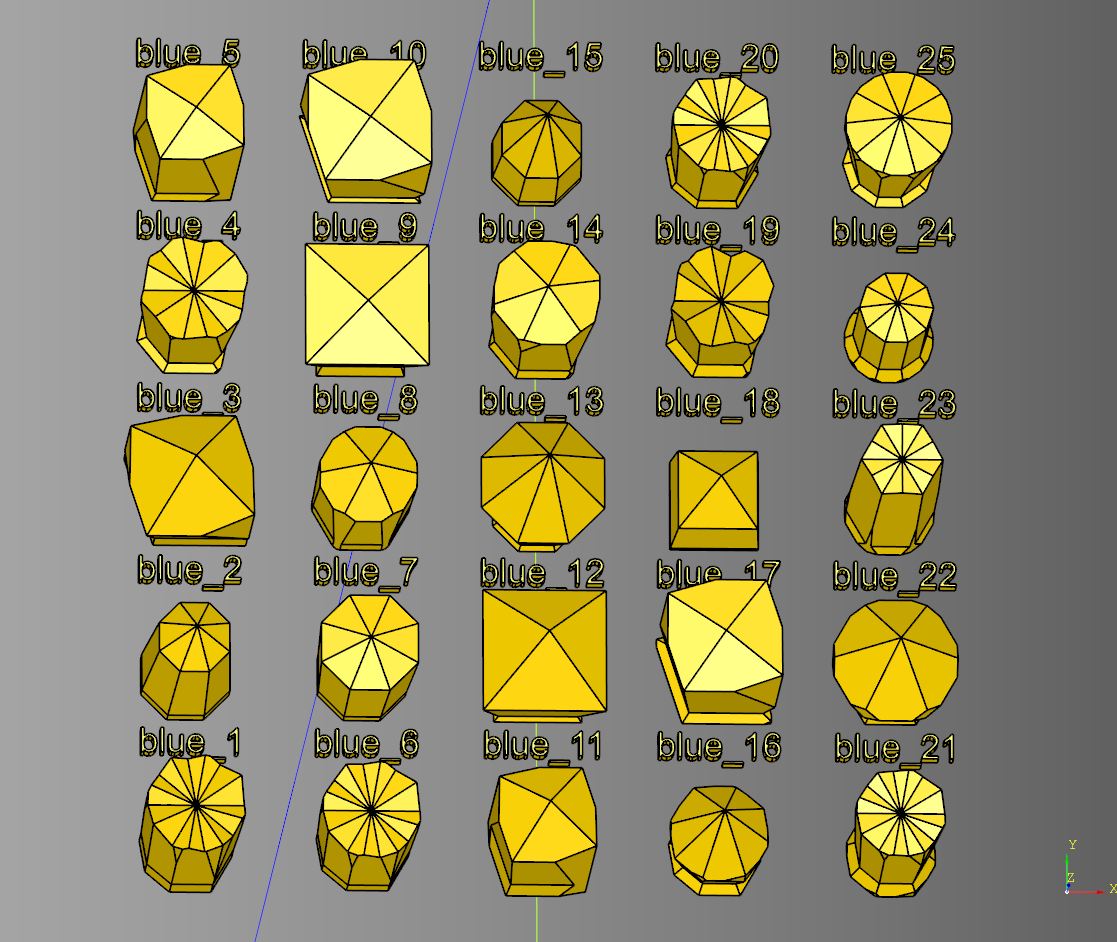 blue_5 blue_10 blue_15 blue_20 blue_25
blue_4 blue_9 blue_14 blue_19 blue_24
blue_3 blue_8 blue_13 blue_18 blue_23
blue_2 blue_7 blue_12 blue_17 blue_22
blue_1 blue_6 blue_11 blue_16 blue_21
Y
Z
X